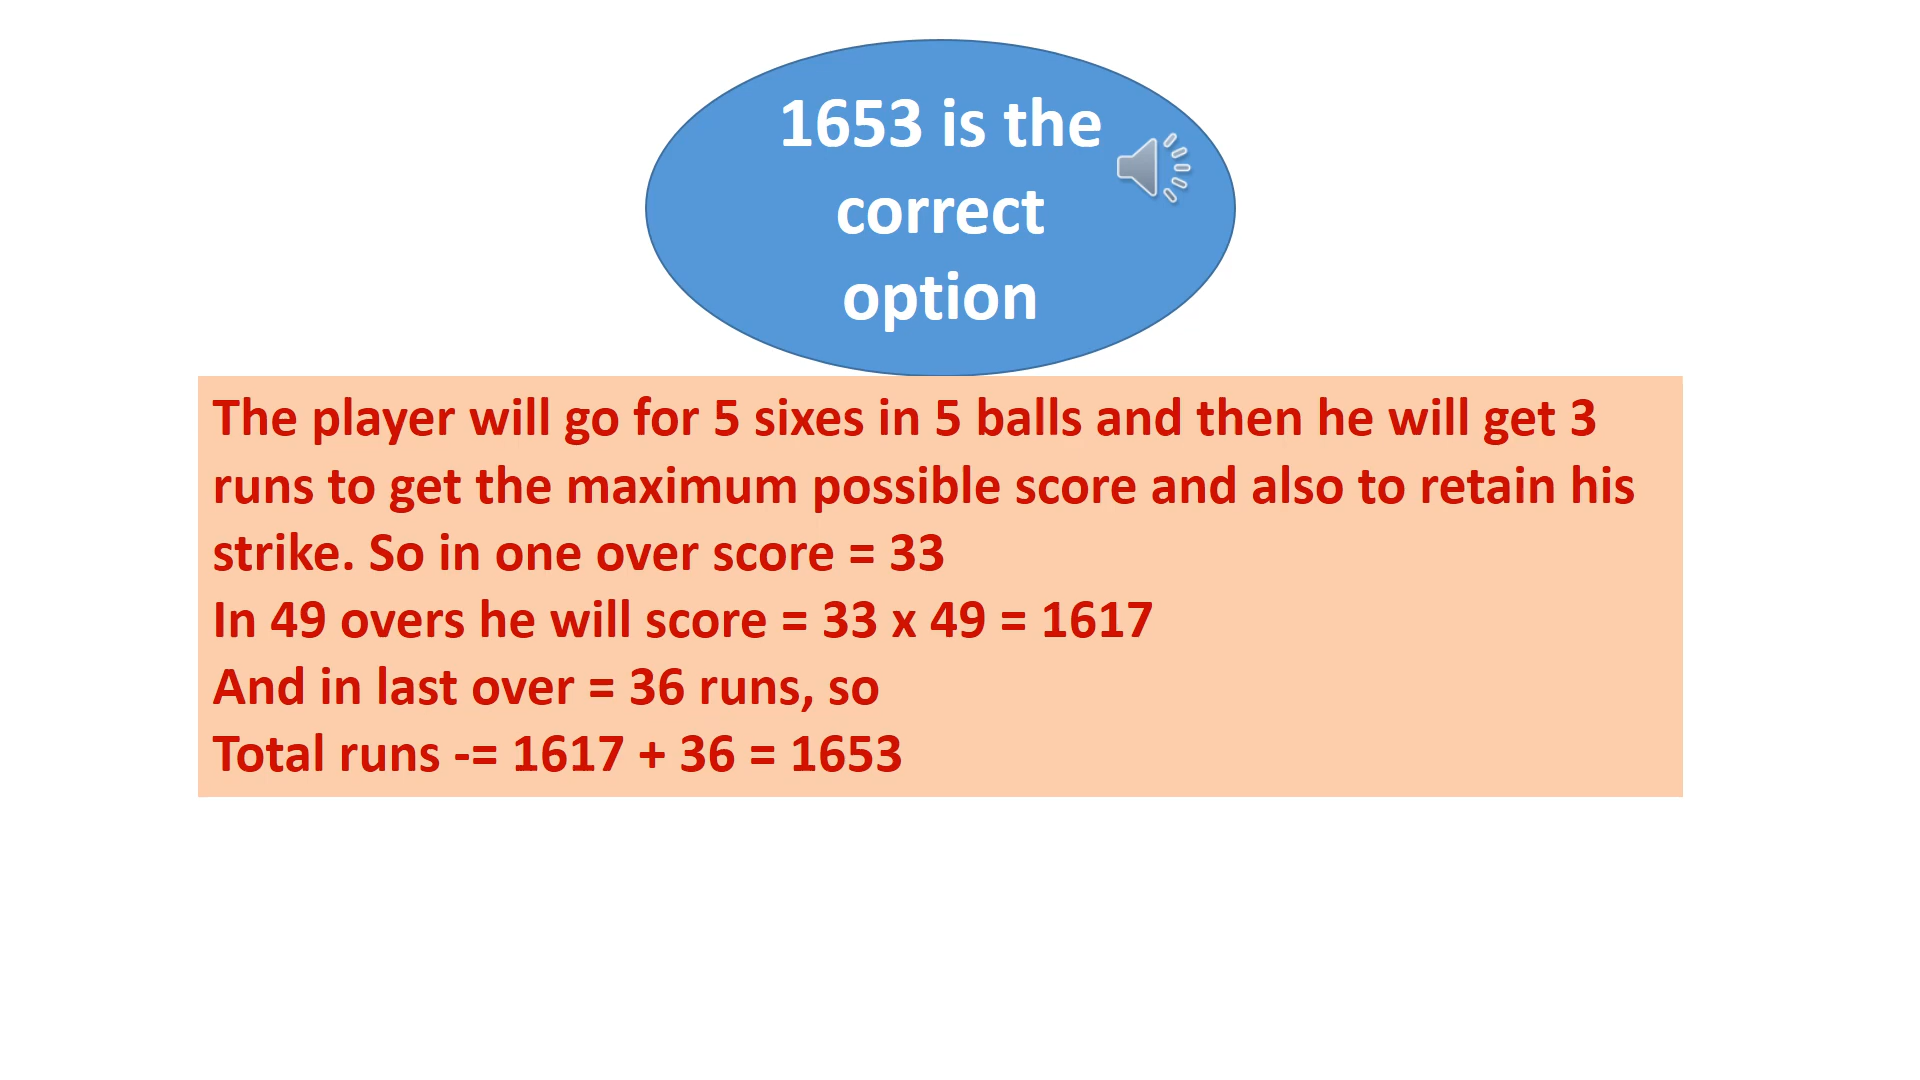 1653 is the
correct
option
The player will go for 5 sixes in 5 balls and then he will get 3
runs to get the maximum possible score and also to retain his
strike. So in one over score = 33
In 49 overs he will score = 33 x 49 = 1617
And in last over = 36 runs, so
Total runs -= 1617 + 36 = 1653